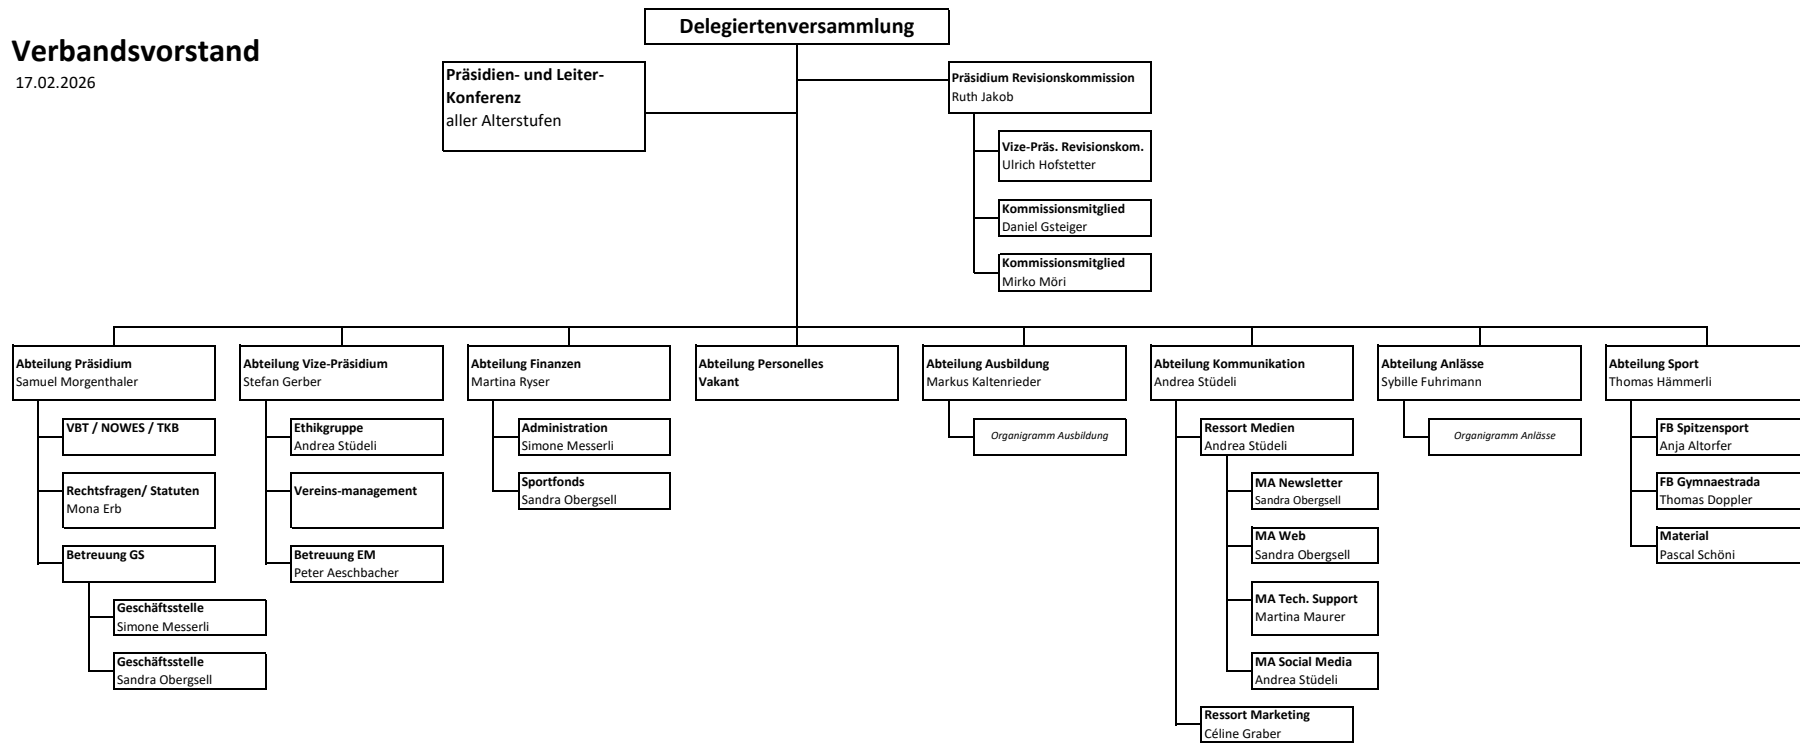 Delegiertenversammlung
Verbandsvorstand
17.02.2026
Präsidien- und Leiter-
Konferenz
aller Alterstufen
Präsidium Revisionskommission
Ruth Jakob
Vize-Präs. Revisionskom.
Ulrich Hofstetter
Kommissionsmitglied
Daniel Gsteiger
Kommissionsmitglied
Mirko Möri
Abteilung Präsidium
Samuel Morgenthaler
VBT / NOWES / TKB
Rechtsfragen/ Statuten
Mona Erb
Betreuung GS
Geschäftsstelle
Simone Messerli
Geschäftsstelle
Sandra Obergsell
Abteilung Vize-Präsidium
Stefan Gerber
Ethikgruppe
Andrea Stüdeli
Vereins-management
Betreuung EM
Peter Aeschbacher
Abteilung Finanzen
Martina Ryser
Administration
Simone Messerli
Sportfonds
Sandra Obergsell
Abteilung Personelles
Vakant
Abteilung Ausbildung
Markus Kaltenrieder
Organigramm Ausbildung
Abteilung Kommunikation
Andrea Stüdeli
Ressort Medien
Andrea Stüdeli
MA Newsletter
Sandra Obergsell
MA Web
Sandra Obergsell
MA Tech. Support
Martina Maurer
MA Social Media
Andrea Stüdeli
Ressort Marketing
Céline Graber
Abteilung Anlässe
Sybille Fuhrimann
Organigramm Anlässe
Abteilung Sport
Thomas Hämmerli
FB Spitzensport
Anja Altorfer
FB Gymnaestrada
Thomas Doppler
Material
Pascal Schöni